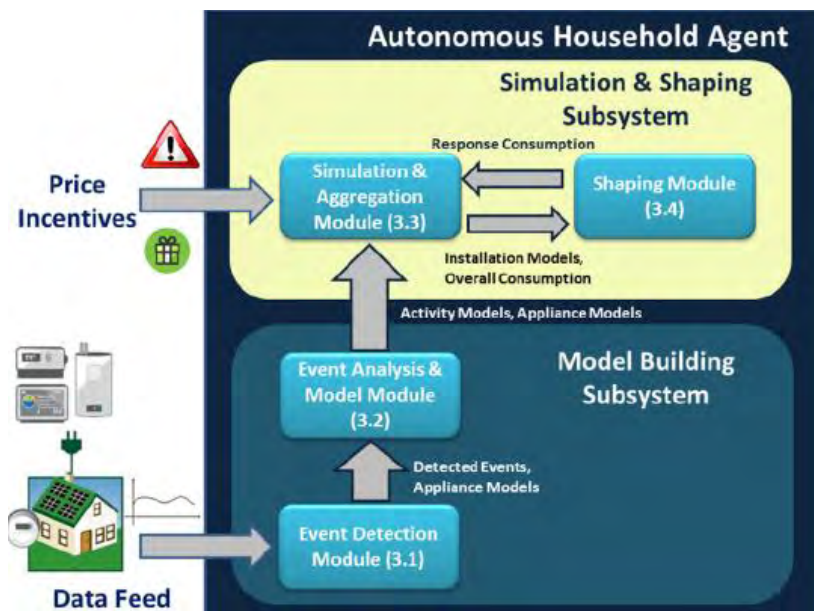 Autonomous Household Agent
Simulation & Shaping
Subsystem
Response Consumption
Simulation &
Aggregation
Module (3.3)
Shaping Module
(3.4)
Price
Incentives
Installation Models,
Overall Consumption
Activity Models, Appliance Models
Event Analysis &
Model Module
(3.2)
Model Building
Subsystem
Detected Events,
Appliance Models
Event Detection
Module (3.1)
Data Feed